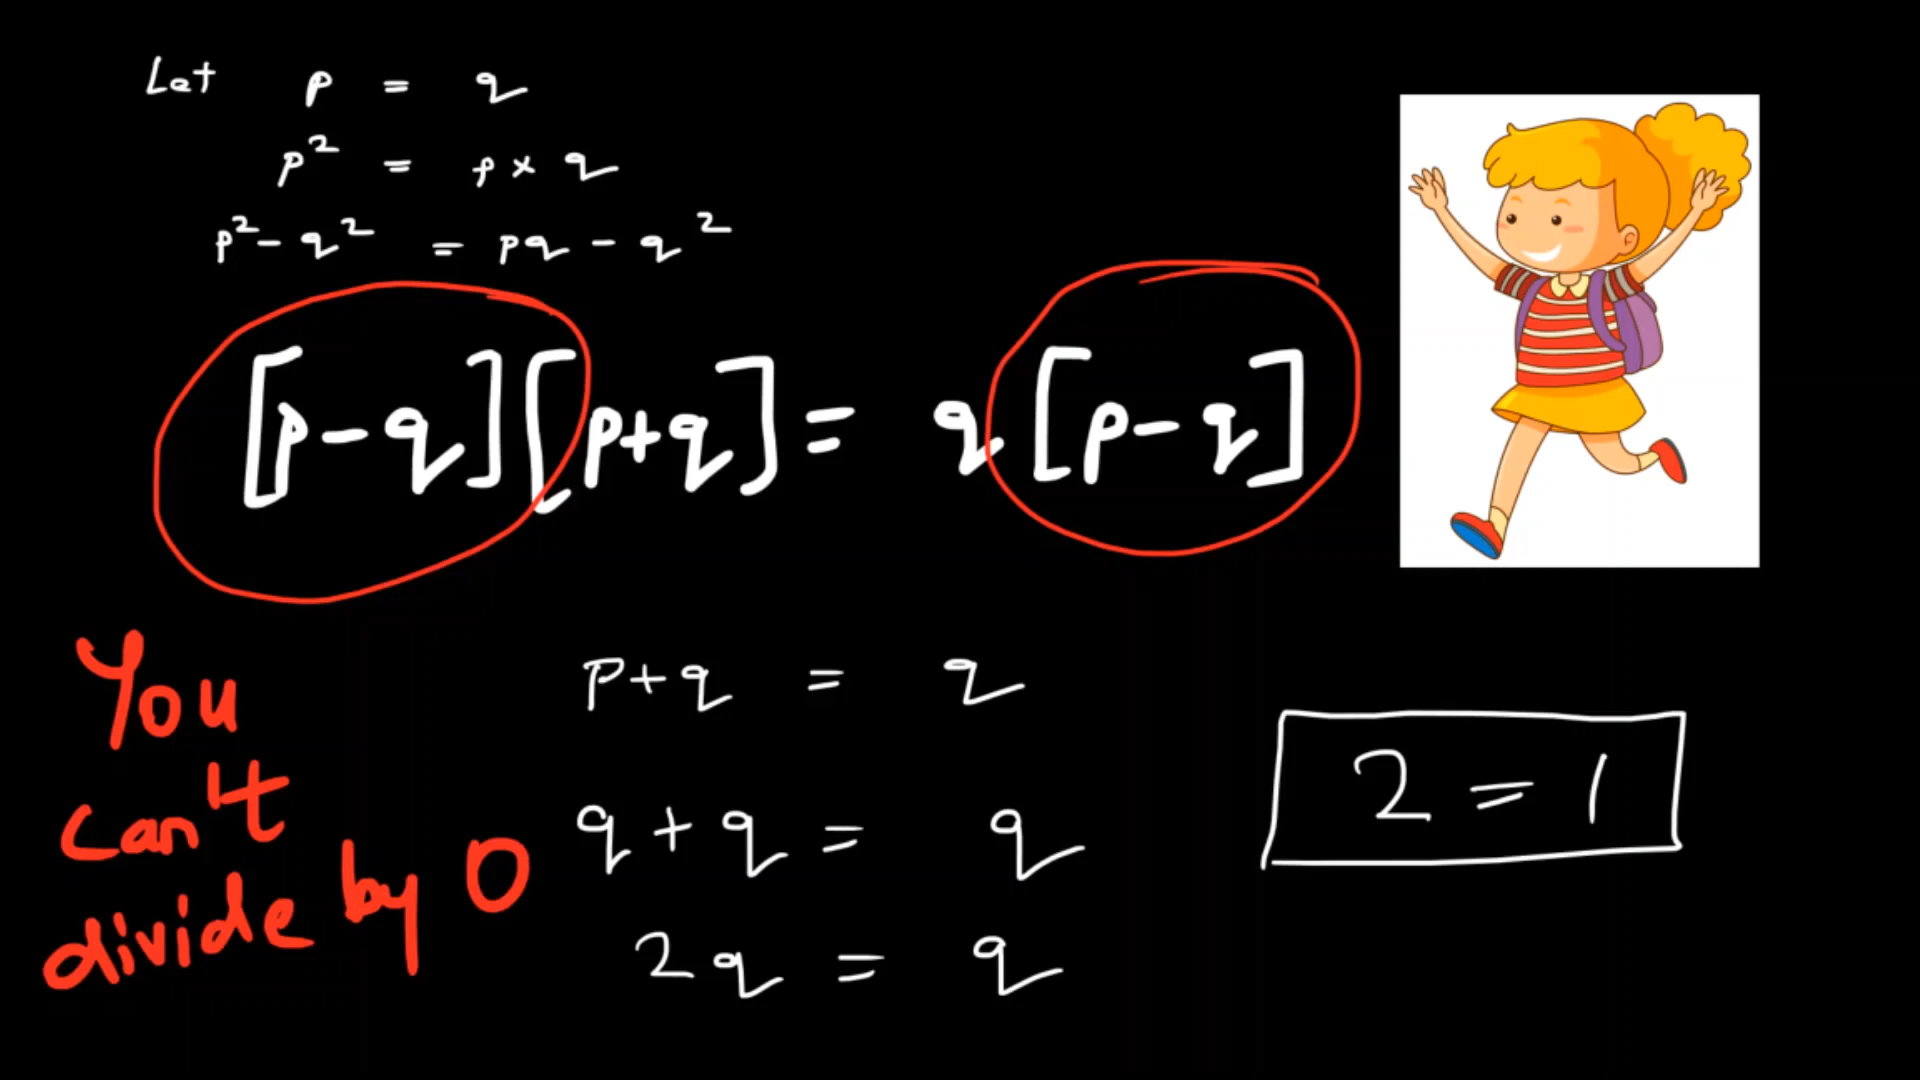 Let p = q
p² = p × q
p² - q² = pq - q²
[p-q][p+q] = q[p-q]
p+q = q
q + q = q
2q = q
2 = 1
You
can't
divide by 0